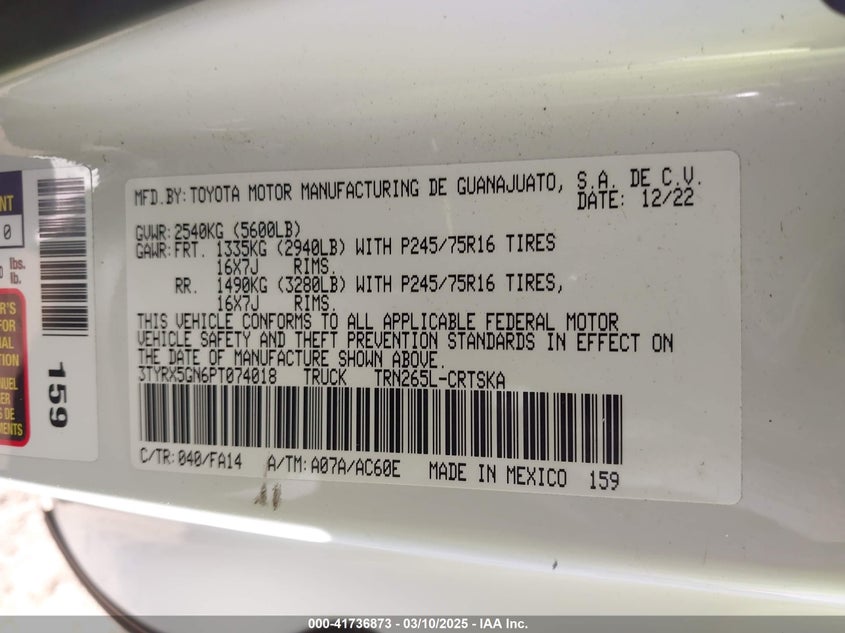 MFD.BY: TOYOTA MOTOR MANUFACTURING DE GUANAJUATO, S.A. DE C.V.
DATE: 12/22
GVWR: 2540KG (5600LB)
GAWR: FRT. 1335KG (2940LB) WITH P245/75R16 TIRES
16X7J RIMS.
RR. 1490KG (3280LB) WITH P245/75R16 TIRES,
16X7J RIMS.
THIS VEHICLE CONFORMS TO ALL APPLICABLE FEDERAL MOTOR
VEHICLE SAFETY AND THEFT PREVENTION STANDARDS IN EFFECT ON
THE DATE OF MANUFACTURE SHOWN ABOVE.
3TYRX5GN6PT074018 TRUCK TRN265L-CRTSKA
C/TR: 040/FA14 A/TM: A07A/AC60E MADE IN MEXICO 159
NT
0
lbs.
lb.
159
000-41736873 - 03/10/2025 - IAA Inc.